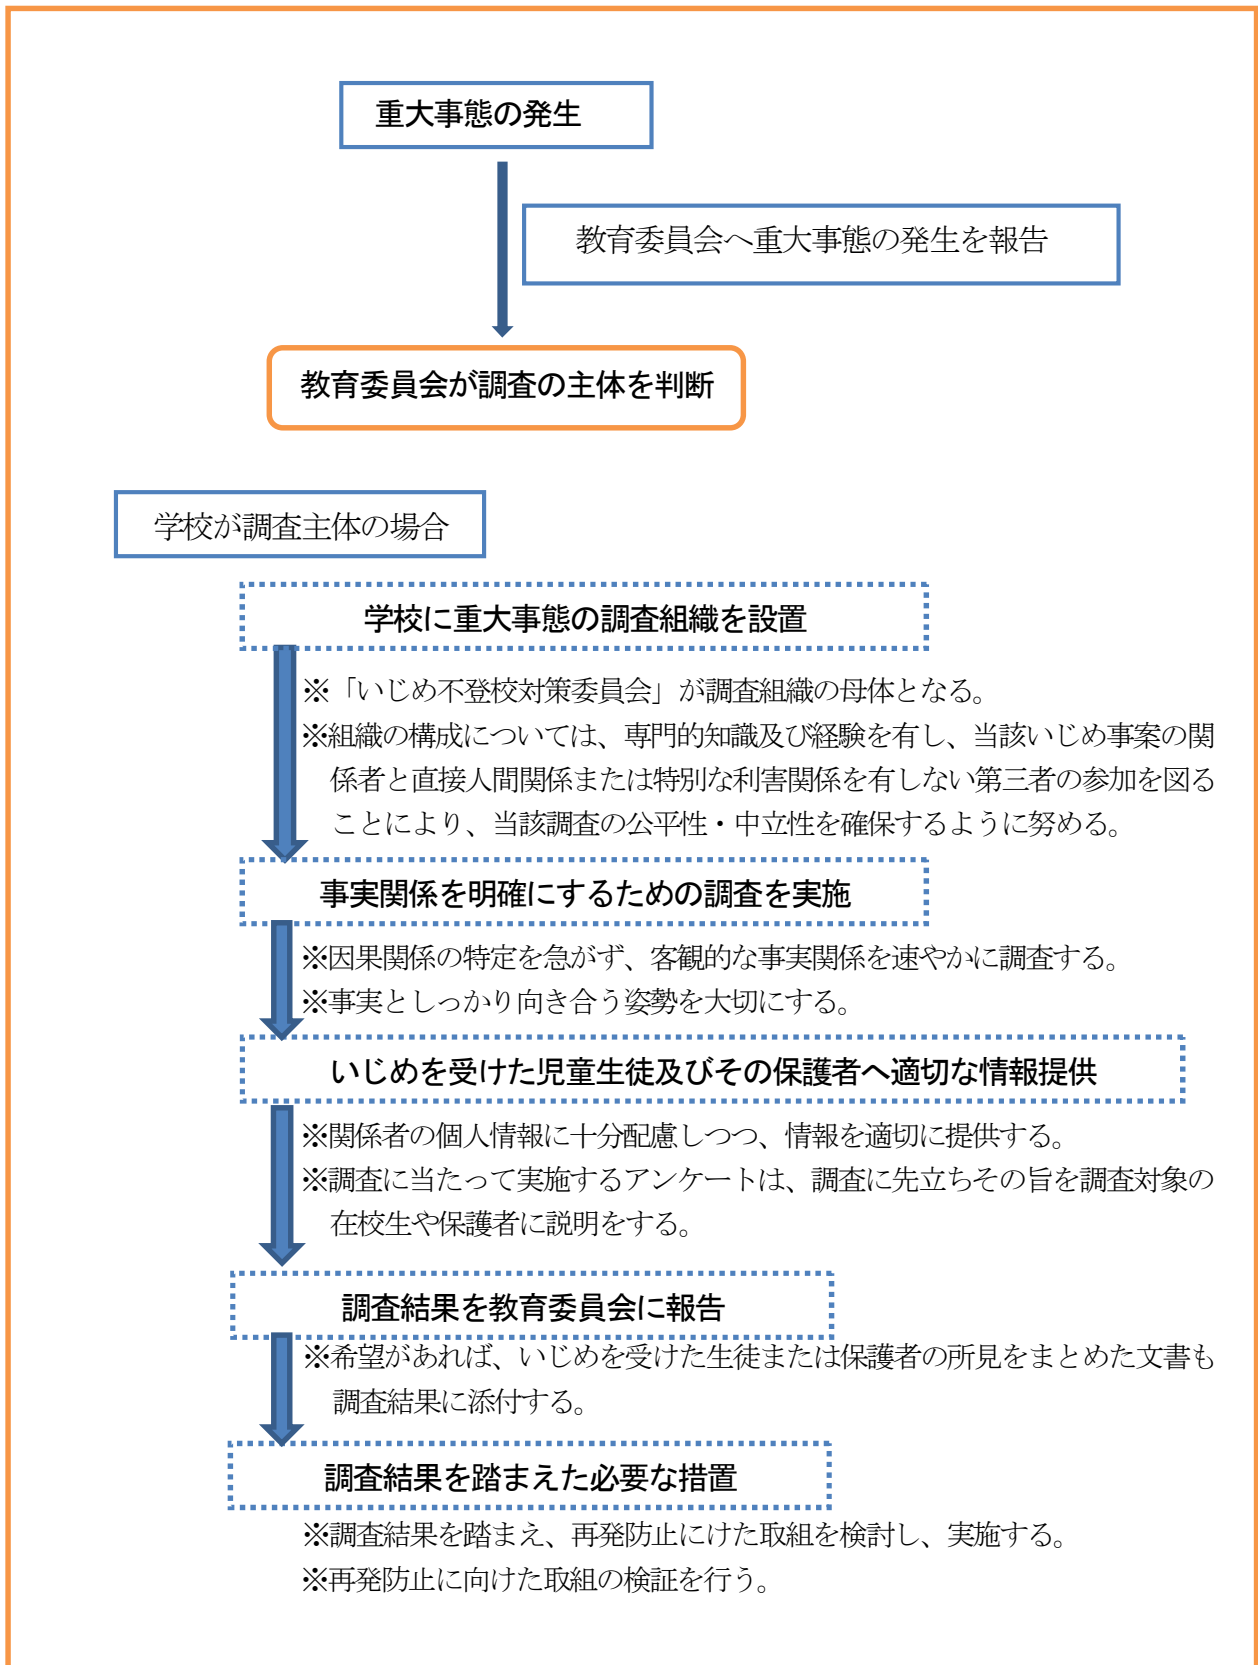 重大事態の発生
教育委員会へ重大事態の発生を報告
教育委員会が調査の主体を判断
学校が調査主体の場合
学校に重大事態の調査組織を設置
※「いじめ不登校対策委員会」が調査組織の母体となる。
※組織の構成については、専門的知識及び経験を有し、当該いじめ事案の関
係者と直接人間関係または特別な利害関係を有しない第三者の参加を図る
ことにより、当該調査の公平性・中立性を確保するように努める。
事実関係を明確にするための調査を実施
※因果関係の特定を急がず、客観的な事実関係を速やかに調査する。
※事実としっかり向き合う姿勢を大切にする。
いじめを受けた児童生徒及びその保護者へ適切な情報提供
※関係者の個人情報に十分配慮しつつ、情報を適切に提供する。
※調査に当たって実施するアンケートは、調査に先立ちその旨を調査対象の
在校生や保護者に説明をする。
調査結果を教育委員会に報告
※希望があれば、いじめを受けた生徒または保護者の所見をまとめた文書も
調査結果に添付する。
調査結果を踏まえた必要な措置
※調査結果を踏まえ、再発防止にけた取組を検討し、実施する。
※再発防止に向けた取組の検証を行う。